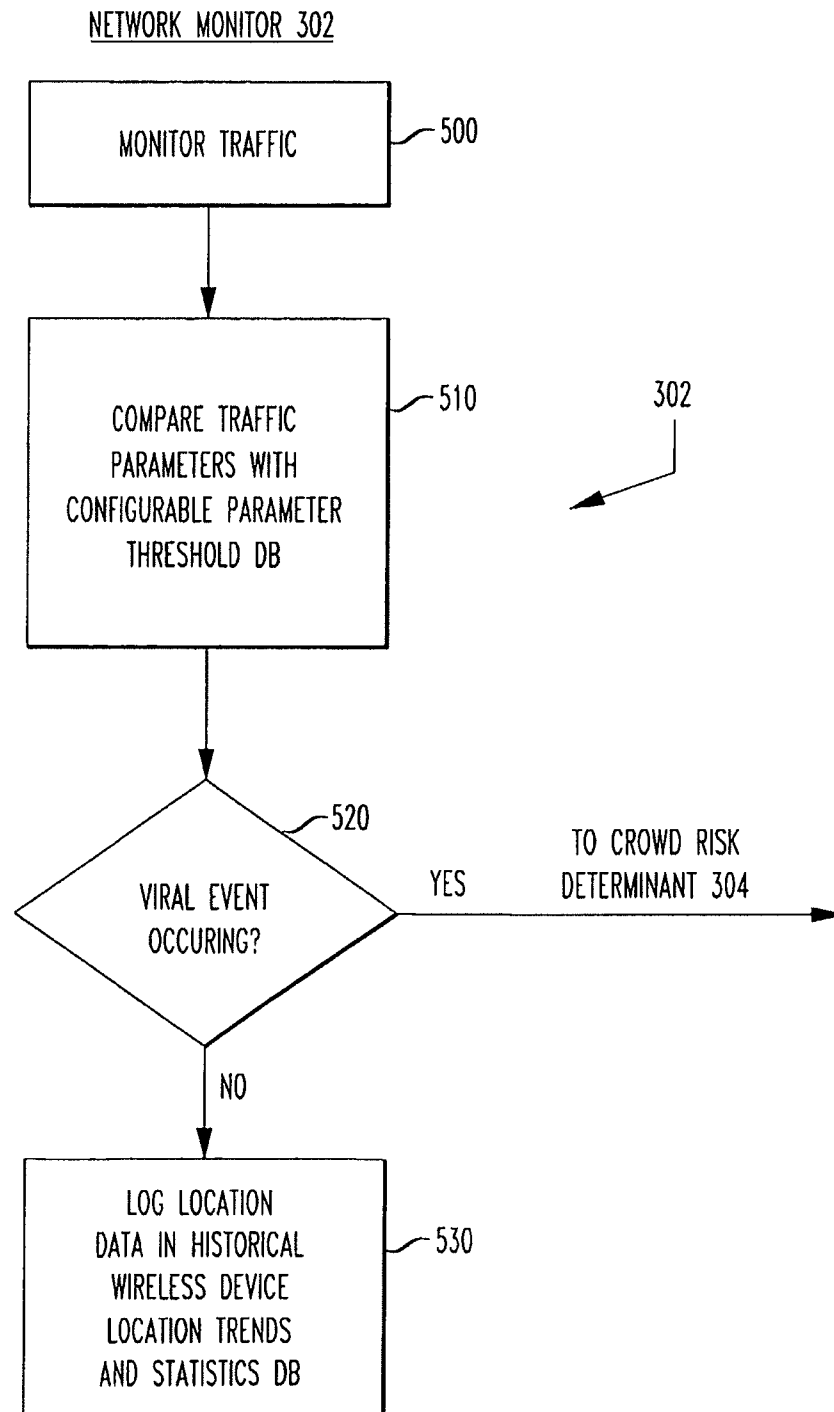 NETWORK MONITOR 302
MONITOR TRAFFIC
500
COMPARE TRAFFIC
PARAMETERS WITH
CONFIGURABLE PARAMETER
THRESHOLD DB
510
302
520
VIRAL EVENT
OCCURING?
YES
TO CROWD RISK
DETERMINANT 304
NO
LOG LOCATION
DATA IN HISTORICAL
WIRELESS DEVICE
LOCATION TRENDS
AND STATISTICS DB
530